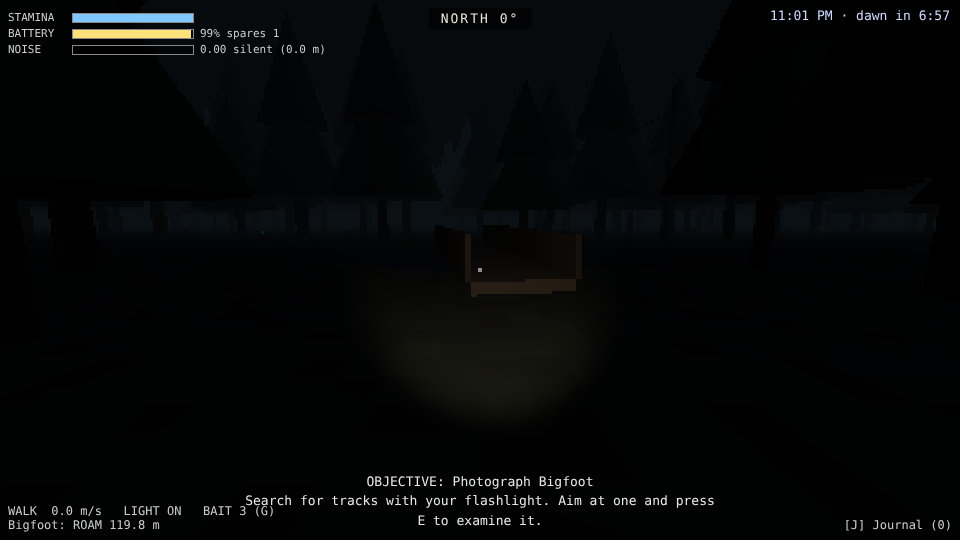 STAMINA
BATTERY 99% spares 1
NOISE 0.00 silent (0.0 m)
NORTH 0°
11:01 PM · dawn in 6:57
OBJECTIVE: Photograph Bigfoot
Search for tracks with your flashlight. Aim at one and press
E to examine it.
WALK 0.0 m/s LIGHT ON BAIT 3 (G)
Bigfoot: ROAM 119.8 m
[J] Journal (0)